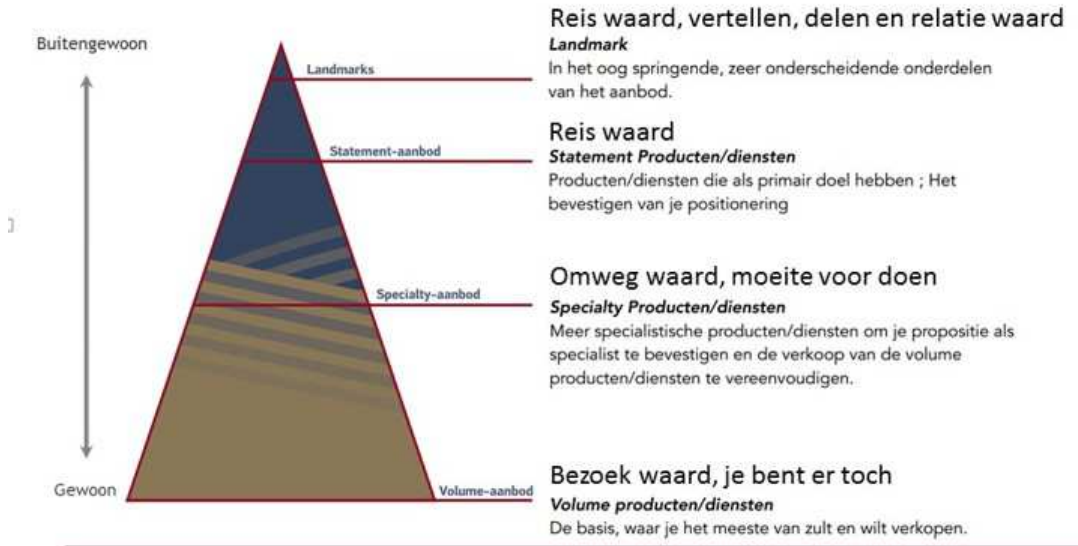 Buitengewoon
Landmarks
Statement-aanbod
Specialty-aanbod
Gewoon
Volume-aanbod
Reis waard, vertellen, delen en relatie waard
Landmark
In het oog springende, zeer onderscheidende onderdelen
van het aanbod.
Reis waard
Statement Producten/diensten
Producten/diensten die als primair doel hebben ; Het
bevestigen van je positionering
Omweg waard, moeite voor doen
Specialty Producten/diensten
Meer specialistische producten/diensten om je propositie als
specialist te bevestigen en de verkoop van de volume
producten/diensten te vereenvoudigen.
Bezoek waard, je bent er toch
Volume producten/diensten
De basis, waar je het meeste van zult en wilt verkopen.